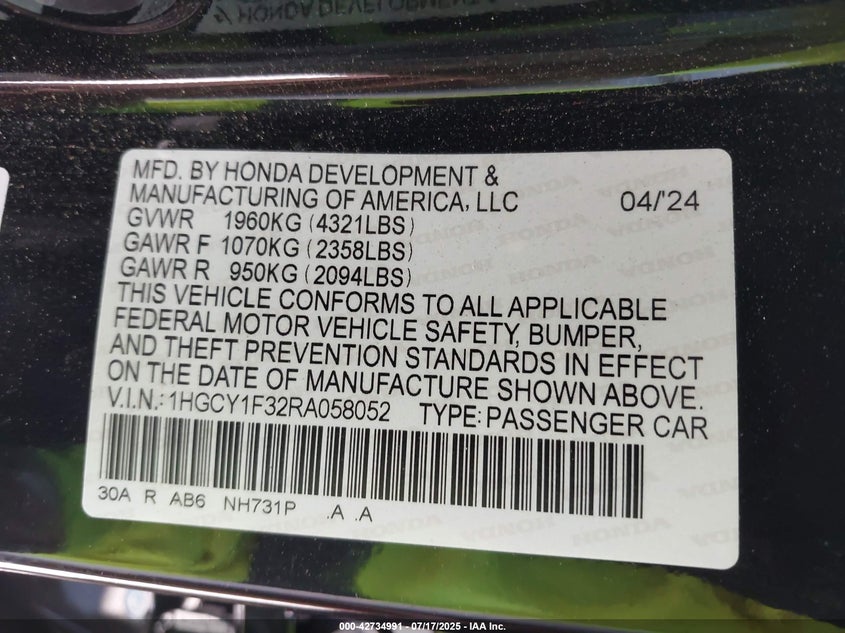 MFD. BY HONDA DEVELOPMENT &
MANUFACTURING OF AMERICA, LLC 04/'24
GVWR 1960KG (4321LBS)
GAWR F 1070KG (2358LBS)
GAWR R 950KG (2094LBS)
THIS VEHICLE CONFORMS TO ALL APPLICABLE
FEDERAL MOTOR VEHICLE SAFETY, BUMPER,
AND THEFT PREVENTION STANDARDS IN EFFECT
ON THE DATE OF MANUFACTURE SHOWN ABOVE.
V.I.N.:1HGCY1F32RA058052 TYPE:PASSENGER CAR
30A R AB6 NH731P A .A
000-42734991 - 07/17/2025 - IAA Inc.